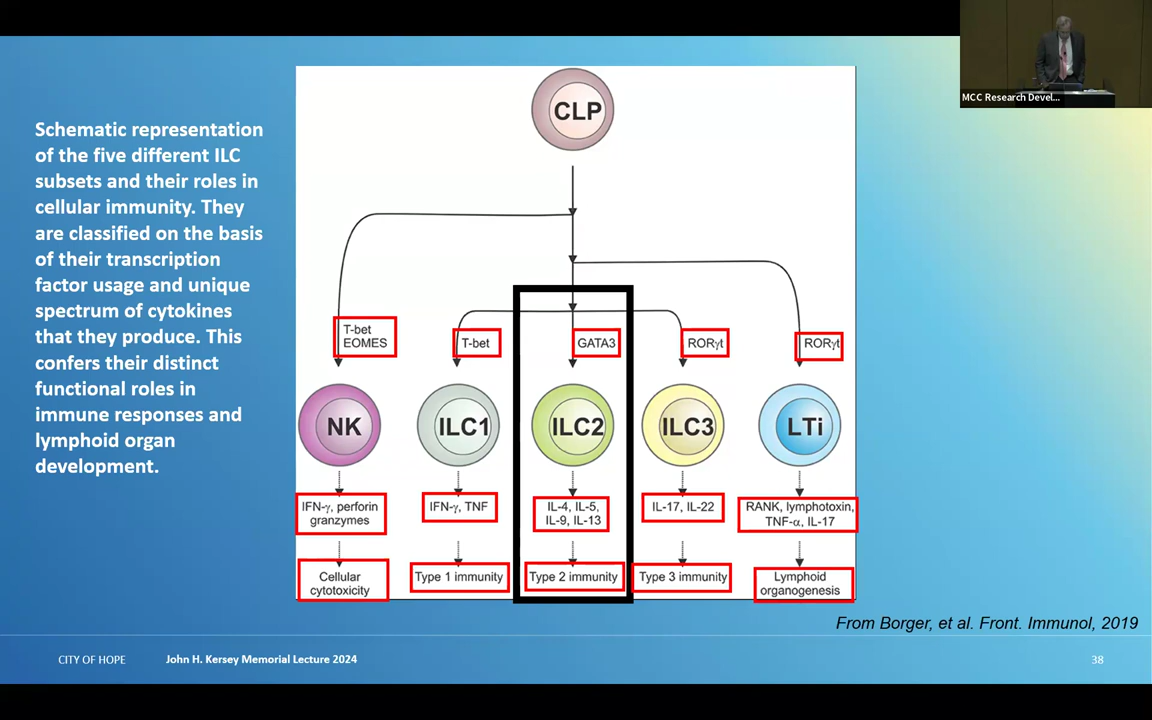 MCC Research Devel...
Schematic representation
of the five different ILC
subsets and their roles in
cellular immunity. They
are classified on the basis
of their transcription
factor usage and unique
spectrum of cytokines
that they produce. This
confers their distinct
functional roles in
immune responses and
lymphoid organ
development.
CLP
T-bet
EOMES
T-bet
GATA3
RORγt
RORγt
NK
ILC1
ILC2
ILC3
LTi
IFN-γ, perforin
granzymes
IFN-γ, TNF
IL-4, IL-5,
IL-9, IL-13
IL-17, IL-22
RANK, lymphotoxin,
TNF-α, IL-17
Cellular
cytotoxicity
Type 1 immunity
Type 2 immunity
Type 3 immunity
Lymphoid
organogenesis
From Borger, et al. Front. Immunol, 2019
CITY OF HOPE
John H. Kersey Memorial Lecture 2024
38